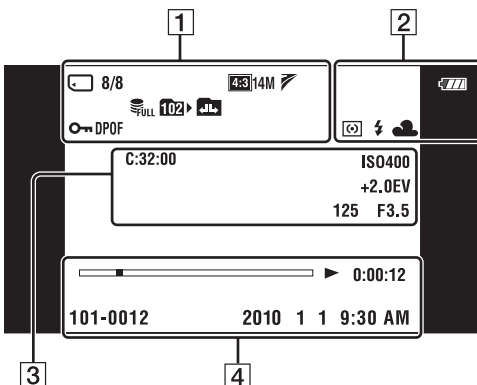 1
2
8/8 4:3 14M
FULL 102
DPOF
C:32:00 ISO400
+2.0EV
125 F3.5
0:00:12
101-0012 2010 1 1 9:30 AM
3
4